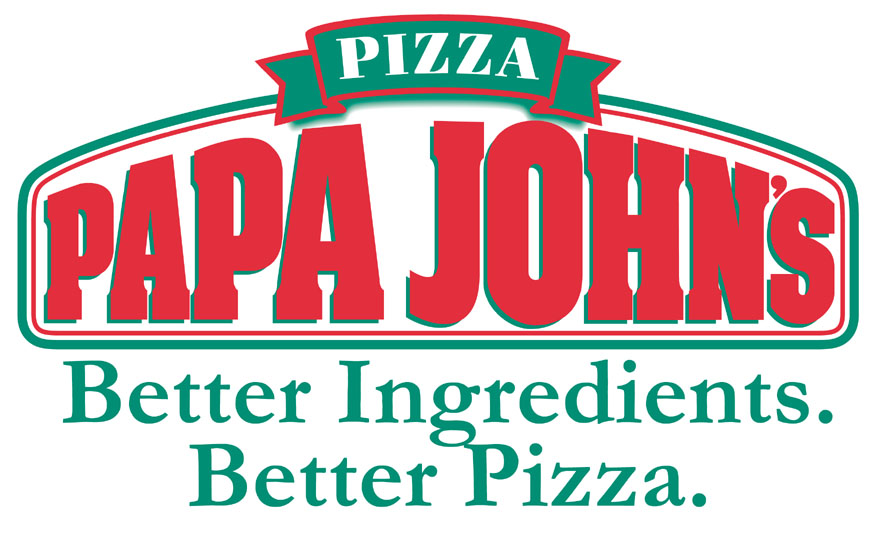 PIZZA
PAPA JOHN'S
Better Ingredients.
Better Pizza.